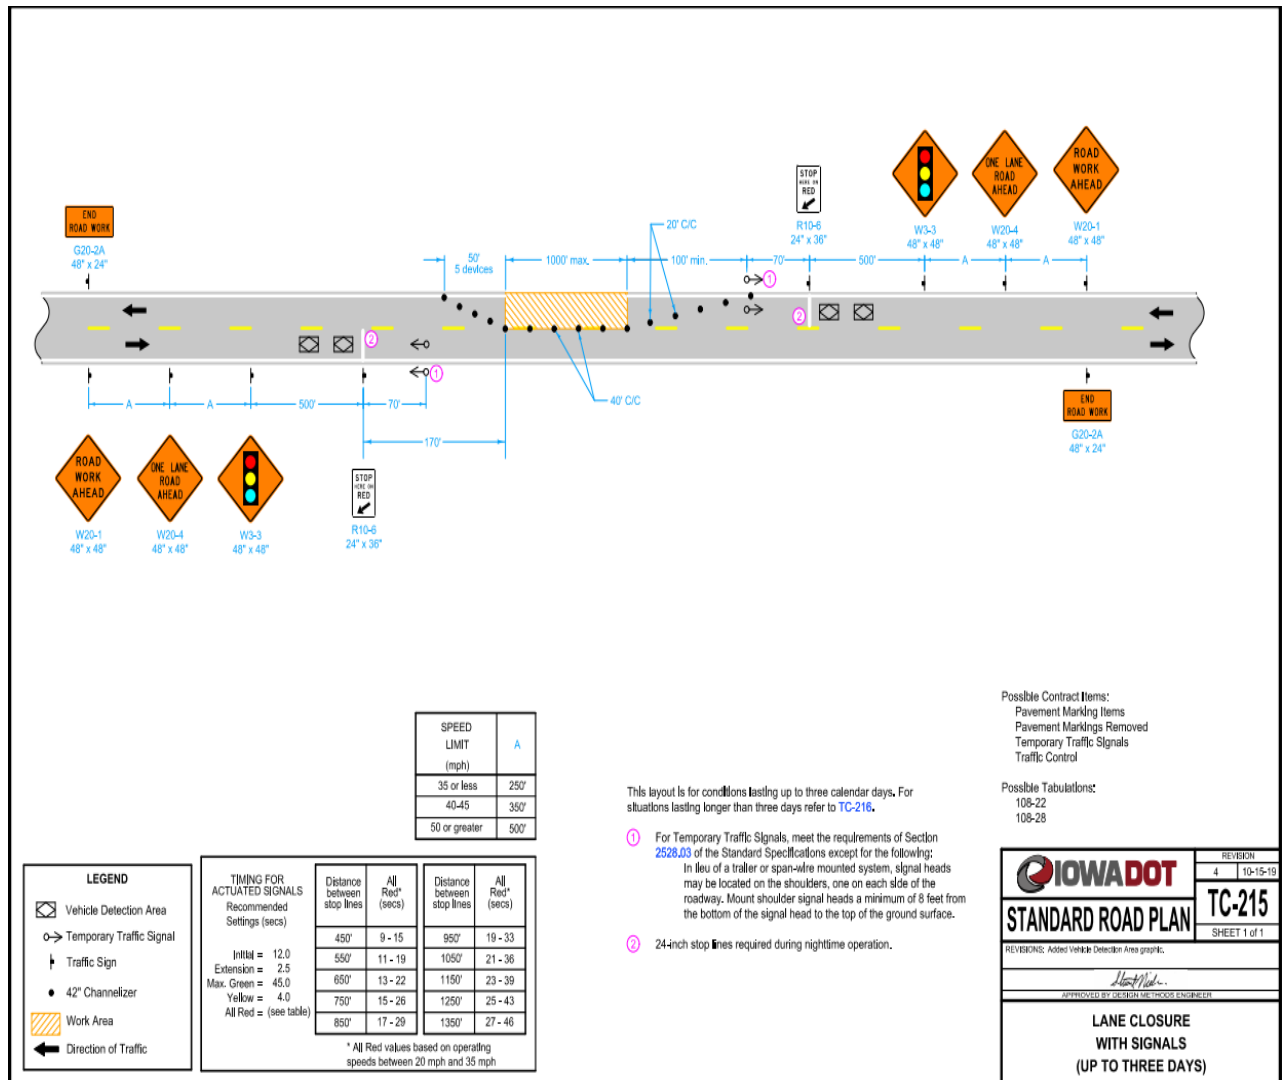 END
ROAD WORK
G20-2A
48" x 24"
STOP
HERE ON
RED
R10-6
24" x 36"
W3-3
48" x 48"
ONE LANE
ROAD
AHEAD
W20-4
48" x 48"
ROAD
WORK
AHEAD
W20-1
48" x 48"
50'
5 devices
1000' max.
20' C/C
100' min.
70'
500'
A
A
1
2
2
1
A
A
500'
70'
170'
40' C/C
END
ROAD WORK
G20-2A
48" x 24"
ROAD
WORK
AHEAD
W20-1
48" x 48"
ONE LANE
ROAD
AHEAD
W20-4
48" x 48"
W3-3
48" x 48"
STOP
HERE ON
RED
R10-6
24" x 36"
SPEED
LIMIT
(mph)
A
35 or less 250'
40-45 350'
50 or greater 500'
LEGEND
Vehicle Detection Area
Temporary Traffic Signal
Traffic Sign
42" Channelizer
Work Area
Direction of Traffic
TIMING FOR
ACTUATED SIGNALS
Recommended
Settings (secs)
Initial = 12.0
Extension = 2.5
Max. Green = 45.0
Yellow = 4.0
All Red = (see table)
Distance
between
stop lines
All
Red*
(secs)
Distance
between
stop lines
All
Red*
(secs)
450' 9 - 15 950' 19 - 33
550' 11 - 19 1050' 21 - 36
650' 13 - 22 1150' 23 - 39
750' 15 - 26 1250' 25 - 43
850' 17 - 29 1350' 27 - 46
* All Red values based on operating
speeds between 20 mph and 35 mph
This layout is for conditions lasting up to three calendar days. For
situations lasting longer than three days refer to TC-216.
1 For Temporary Traffic Signals, meet the requirements of Section
2528.03 of the Standard Specifications except for the following:
In lieu of a trailer or span-wire mounted system, signal heads
may be located on the shoulders, one on each side of the
roadway. Mount shoulder signal heads a minimum of 8 feet from
the bottom of the signal head to the top of the ground surface.
2 24-inch stop lines required during nighttime operation.
Possible Contract Items:
Pavement Marking Items
Pavement Markings Removed
Temporary Traffic Signals
Traffic Control
Possible Tabulations:
108-22
108-28
IOWADOT
STANDARD ROAD PLAN
REVISION
4 10-15-19
TC-215
SHEET 1 of 1
REVISIONS: Added Vehicle Detection Area graphic.
APPROVED BY DESIGN METHODS ENGINEER
LANE CLOSURE
WITH SIGNALS
(UP TO THREE DAYS)